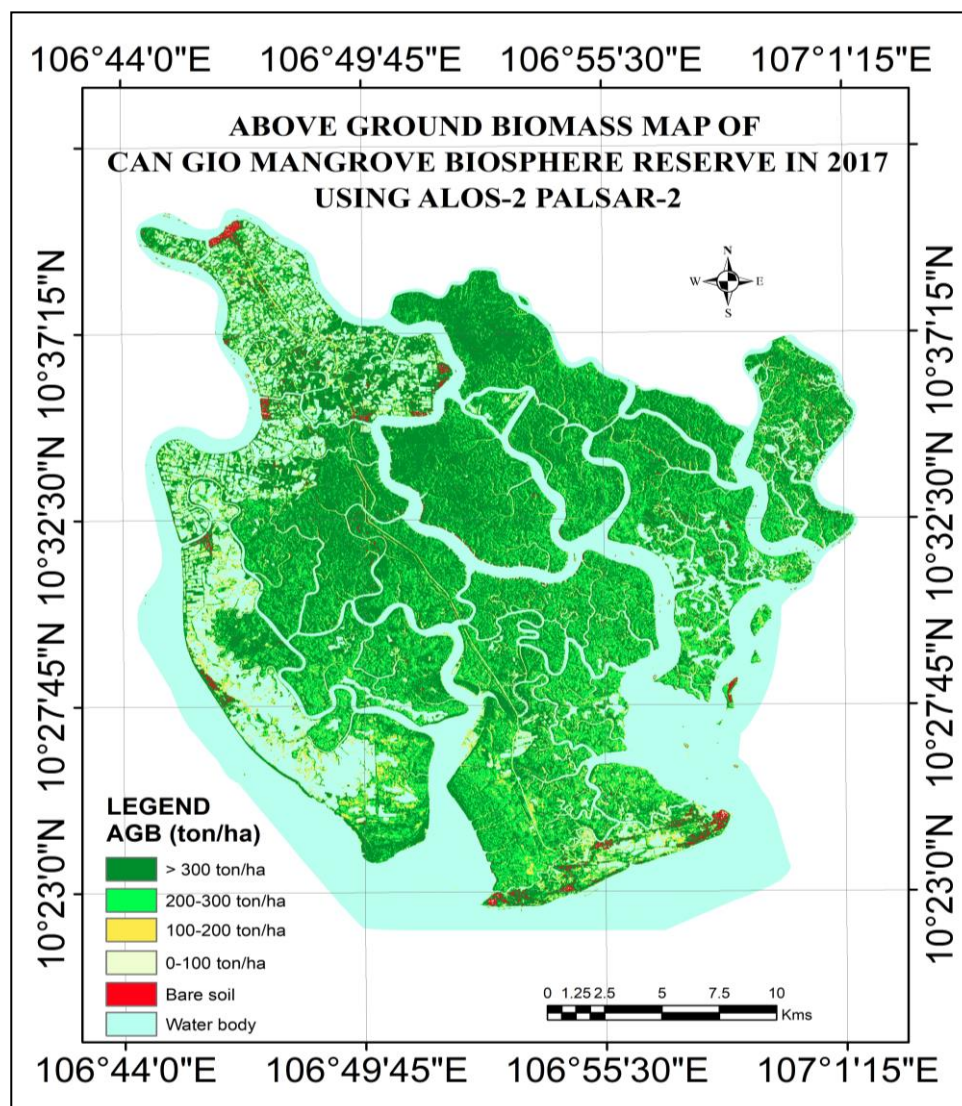 106°44'0"E 106°49'45"E 106°55'30"E 107°1'15"E
ABOVE GROUND BIOMASS MAP OF
CAN GIO MANGROVE BIOSPHERE RESERVE IN 2017
USING ALOS-2 PALSAR-2
N
W E
S
10°37'15"N 10°37'15"N
10°32'30"N 10°32'30"N
10°27'45"N 10°27'45"N
10°23'0"N 10°23'0"N
LEGEND
AGB (ton/ha)
> 300 ton/ha
200-300 ton/ha
100-200 ton/ha
0-100 ton/ha
Bare soil
Water body
0 1.25 2.5 5 7.5 10
Kms
106°44'0"E 106°49'45"E 106°55'30"E 107°1'15"E